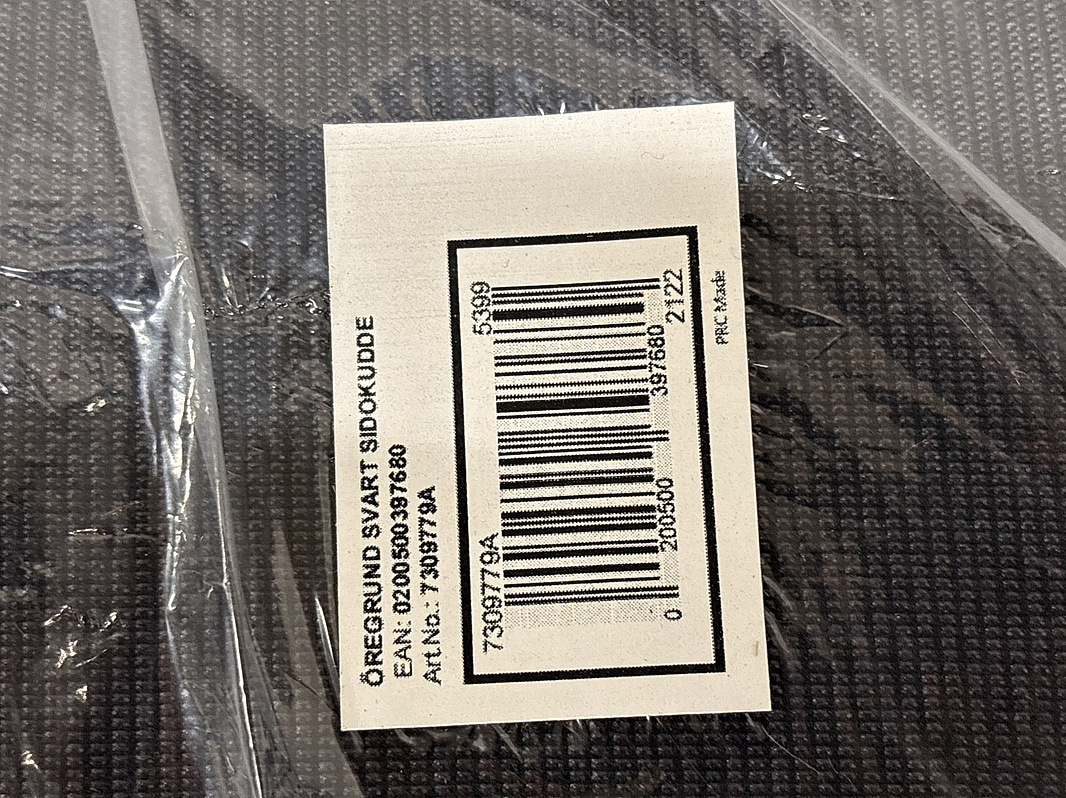 ÖREGRUND SVART SIDOKUDDE
EAN: 0200500397680
Art.No.: 7309779A
7309779A 5399
0 200500 397680
2122
PRC Made